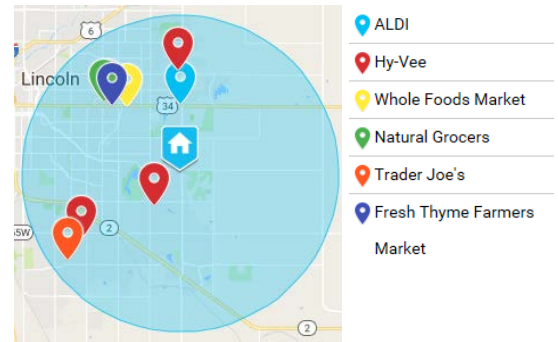 6
Lincoln
34
2
55W
2
ALDI
Hy-Vee
Whole Foods Market
Natural Grocers
Trader Joe's
Fresh Thyme Farmers
Market